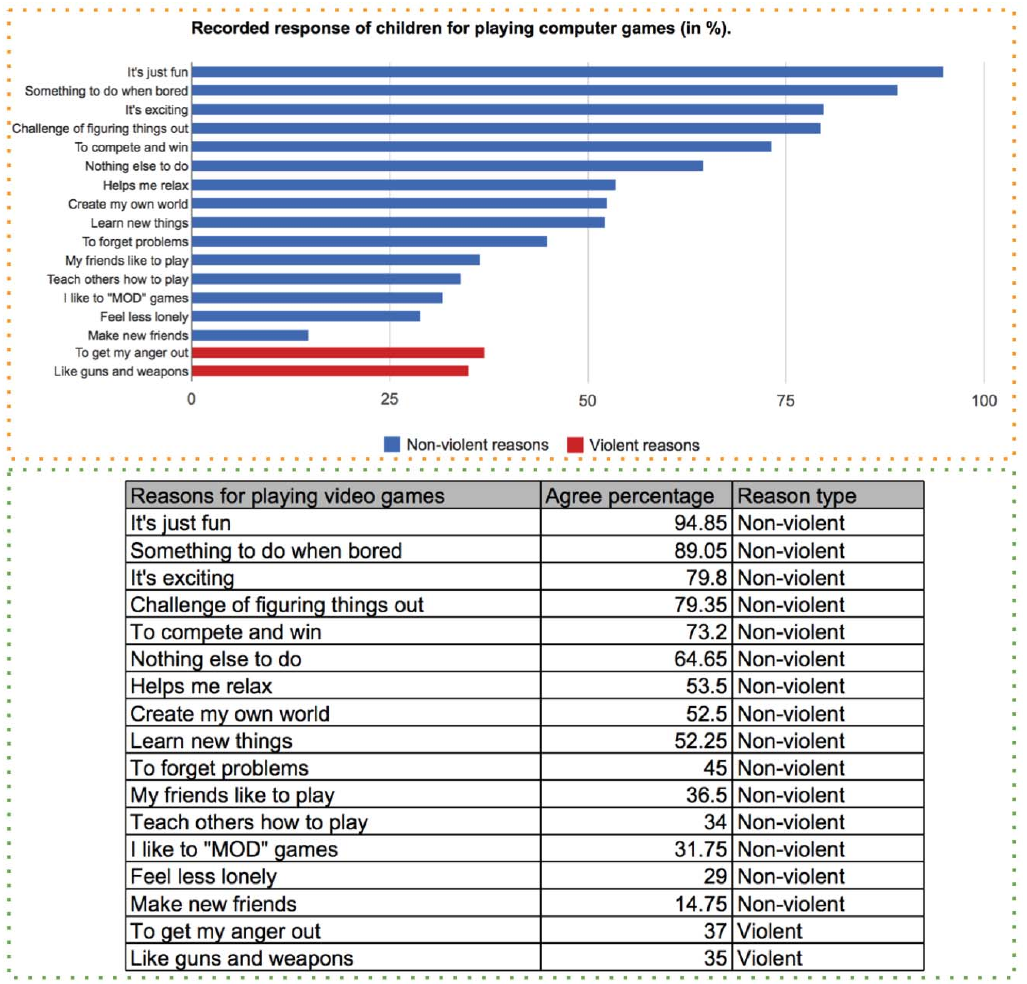 Recorded response of children for playing computer games (in %).
It's just fun
Something to do when bored
It's exciting
Challenge of figuring things out
To compete and win
Nothing else to do
Helps me relax
Create my own world
Learn new things
To forget problems
My friends like to play
Teach others how to play
I like to "MOD" games
Feel less lonely
Make new friends
To get my anger out
Like guns and weapons
0 25 50 75 100
Non-violent reasons Violent reasons
Reasons for playing video games Agree percentage Reason type
It's just fun 94.85 Non-violent
Something to do when bored 89.05 Non-violent
It's exciting 79.8 Non-violent
Challenge of figuring things out 79.35 Non-violent
To compete and win 73.2 Non-violent
Nothing else to do 64.65 Non-violent
Helps me relax 53.5 Non-violent
Create my own world 52.5 Non-violent
Learn new things 52.25 Non-violent
To forget problems 45 Non-violent
My friends like to play 36.5 Non-violent
Teach others how to play 34 Non-violent
I like to "MOD" games 31.75 Non-violent
Feel less lonely 29 Non-violent
Make new friends 14.75 Non-violent
To get my anger out 37 Violent
Like guns and weapons 35 Violent